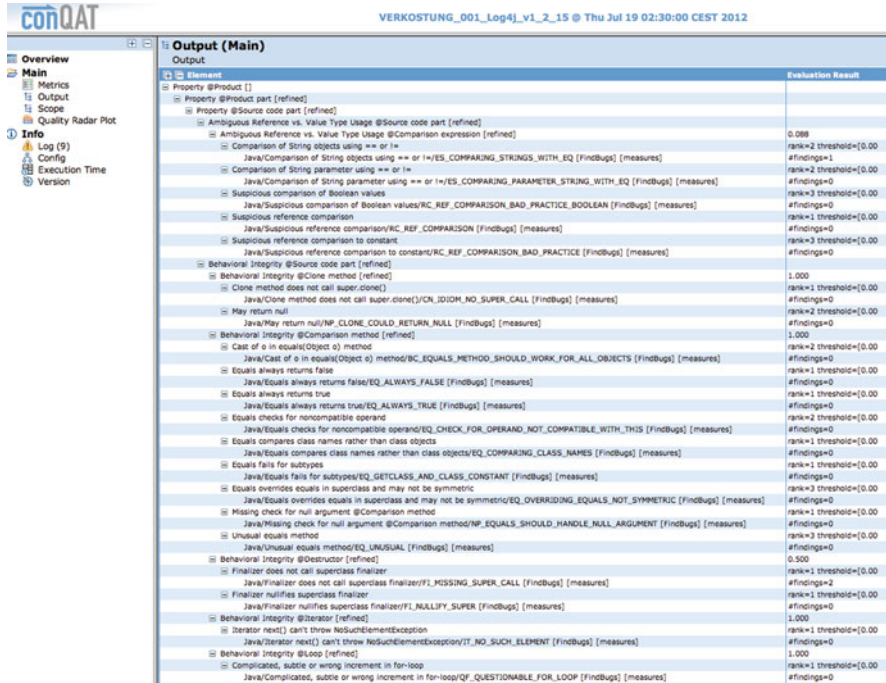 conQAT
VERKOSTUNG_001_Log4j_v1_2_15 @ Thu Jul 19 02:30:00 CEST 2012
Overview
Main
Metrics
Output
Scope
Quality Radar Plot
Info
Log (9)
Config
Execution Time
Version
Output (Main)
Output
Element Evaluation Result
Property @Product []
Property @Product part [refined]
Property @Source code part [refined]
Ambiguous Reference vs. Value Type Usage @Source code part [refined]
Ambiguous Reference vs. Value Type Usage @Comparison expression [refined] 0.088
Comparison of String objects using == or != rank=2 threshold=[0.00
Java/Comparison of String objects using == or !=/ES_COMPARING_STRINGS_WITH_EQ [FindBugs] [measures] #findings=1
Comparison of String parameter using == or != rank=2 threshold=[0.00
Java/Comparison of String parameter using == or !=/ES_COMPARING_PARAMETER_STRING_WITH_EQ [FindBugs] [measures] #findings=0
Suspicious comparison of Boolean values rank=3 threshold=[0.00
Java/Suspicious comparison of Boolean values/RC_REF_COMPARISON_BAD_PRACTICE_BOOLEAN [FindBugs] [measures] #findings=0
Suspicious reference comparison rank=1 threshold=[0.00
Java/Suspicious reference comparison/RC_REF_COMPARISON [FindBugs] [measures] #findings=0
Suspicious reference comparison to constant rank=3 threshold=[0.00
Java/Suspicious reference comparison to constant/RC_REF_COMPARISON_BAD_PRACTICE [FindBugs] [measures] #findings=0
Behavioral Integrity @Source code part [refined]
Behavioral Integrity @Clone method [refined] 1.000
Clone method does not call super.clone() rank=1 threshold=[0.00
Java/Clone method does not call super.clone()/CN_IDIOM_NO_SUPER_CALL [FindBugs] [measures] #findings=0
May return null rank=2 threshold=[0.00
Java/May return null/NP_CLONE_COULD_RETURN_NULL [FindBugs] [measures] #findings=0
Behavioral Integrity @Comparison method [refined] 1.000
Cast of o in equals(Object o) method rank=2 threshold=[0.00
Java/Cast of o in equals(Object o) method/BC_EQUALS_METHOD_SHOULD_WORK_FOR_ALL_OBJECTS [FindBugs] [measures] #findings=0
Equals always returns false rank=1 threshold=[0.00
Java/Equals always returns false/EQ_ALWAYS_FALSE [FindBugs] [measures] #findings=0
Equals always returns true rank=1 threshold=[0.00
Java/Equals always returns true/EQ_ALWAYS_TRUE [FindBugs] [measures] #findings=0
Equals checks for noncompatible operand rank=2 threshold=[0.00
Java/Equals checks for noncompatible operand/EQ_CHECK_FOR_OPERAND_NOT_COMPATIBLE_WITH_THIS [FindBugs] [measures] #findings=0
Equals compares class names rather than class objects rank=1 threshold=[0.00
Java/Equals compares class names rather than class objects/EQ_COMPARING_CLASS_NAMES [FindBugs] [measures] #findings=0
Equals fails for subtypes rank=1 threshold=[0.00
Java/Equals fails for subtypes/EQ_GETCLASS_AND_CLASS_CONSTANT [FindBugs] [measures] #findings=0
Equals overrides equals in superclass and may not be symmetric rank=3 threshold=[0.00
Java/Equals overrides equals in superclass and may not be symmetric/EQ_OVERRIDING_EQUALS_NOT_SYMMETRIC [FindBugs] [measures] #findings=0
Missing check for null argument @Comparison method rank=1 threshold=[0.00
Java/Missing check for null argument @Comparison method/NP_EQUALS_SHOULD_HANDLE_NULL_ARGUMENT [FindBugs] [measures] #findings=0
Unusual equals method rank=3 threshold=[0.00
Java/Unusual equals method/EQ_UNUSUAL [FindBugs] [measures] #findings=0
Behavioral Integrity @Destructor [refined] 0.500
Finalizer does not call superclass finalizer rank=1 threshold=[0.00
Java/Finalizer does not call superclass finalizer/FI_MISSING_SUPER_CALL [FindBugs] [measures] #findings=2
Finalizer nullifies superclass finalizer rank=1 threshold=[0.00
Java/Finalizer nullifies superclass finalizer/FI_NULLIFY_SUPER [FindBugs] [measures] #findings=0
Behavioral Integrity @Iterator [refined] 1.000
Iterator next() can't throw NoSuchElementException rank=1 threshold=[0.00
Java/Iterator next() can't throw NoSuchElementException/IT_NO_SUCH_ELEMENT [FindBugs] [measures] #findings=0
Behavioral Integrity @Loop [refined] 1.000
Complicated, subtle or wrong increment in for-loop rank=1 threshold=[0.00
Java/Complicated, subtle or wrong increment in for-loop/QF_QUESTIONABLE_FOR_LOOP [FindBugs] [measures] #findings=0